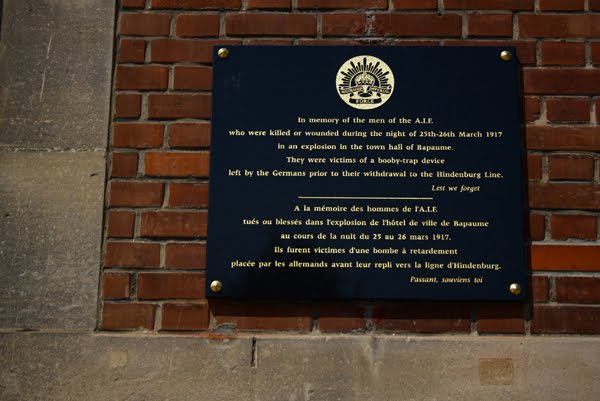 FORCE
In memory of the men of the A.I.F.
who were killed or wounded during the night of 25th-26th March 1917
in an explosion in the town hall of Bapaume.
They were victims of a booby-trap device
left by the Germans prior to their withdrawal to the Hindenburg Line.
Lest we forget
A la mémoire des hommes de l'A.I.F.
tués ou blessés dans l'explosion de l'hôtel de ville de Bapaume
au cours de la nuit du 25 au 26 mars 1917.
Ils furent victimes d'une bombe à retardement
placée par les allemands avant leur repli vers la ligne d'Hindenburg.
Passant, souviens toi